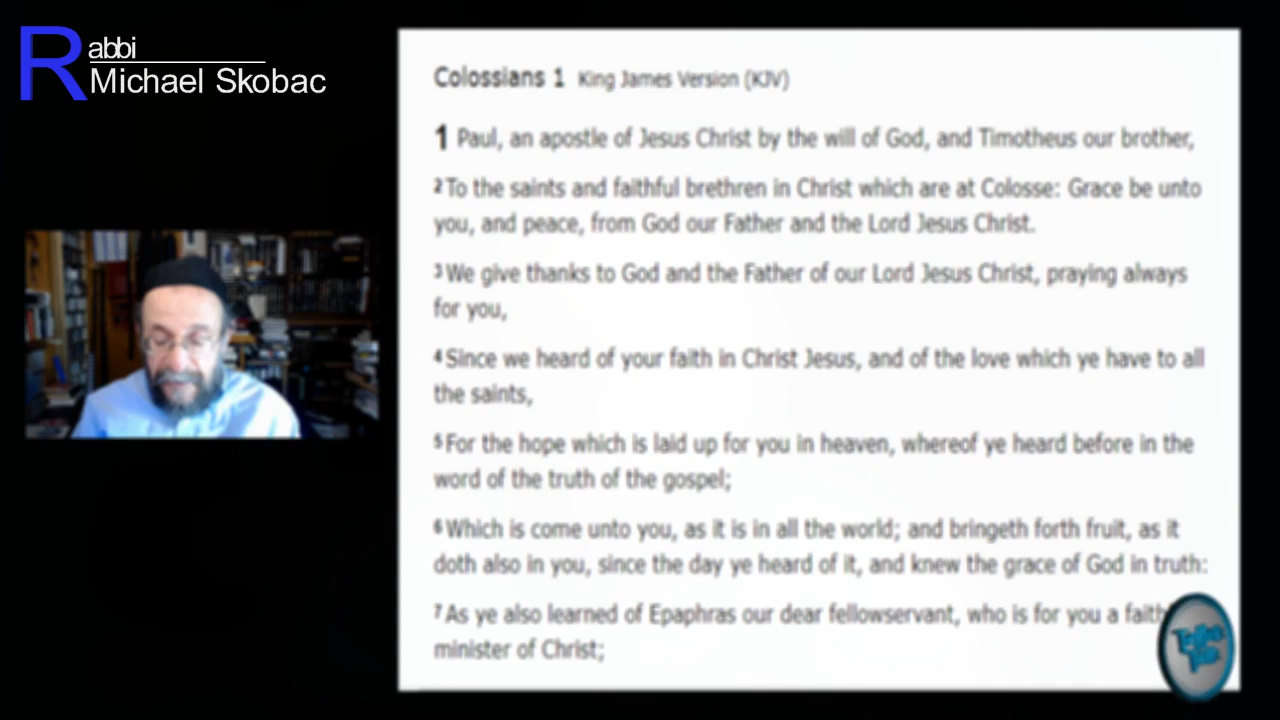 Rabbi
Michael Skobac
Colossians 1 King James Version (KJV)
1 Paul, an apostle of Jesus Christ by the will of God, and Timotheus our brother,
2 To the saints and faithful brethren in Christ which are at Colosse: Grace be unto
you, and peace, from God our Father and the Lord Jesus Christ.
3 We give thanks to God and the Father of our Lord Jesus Christ, praying always
for you,
4 Since we heard of your faith in Christ Jesus, and of the love which ye have to all
the saints,
5 For the hope which is laid up for you in heaven, whereof ye heard before in the
word of the truth of the gospel;
6 Which is come unto you, as it is in all the world; and bringeth forth fruit, as it
doth also in you, since the day ye heard of it, and knew the grace of God in truth:
7 As ye also learned of Epaphras our dear fellowservant, who is for you a faith
minister of Christ;